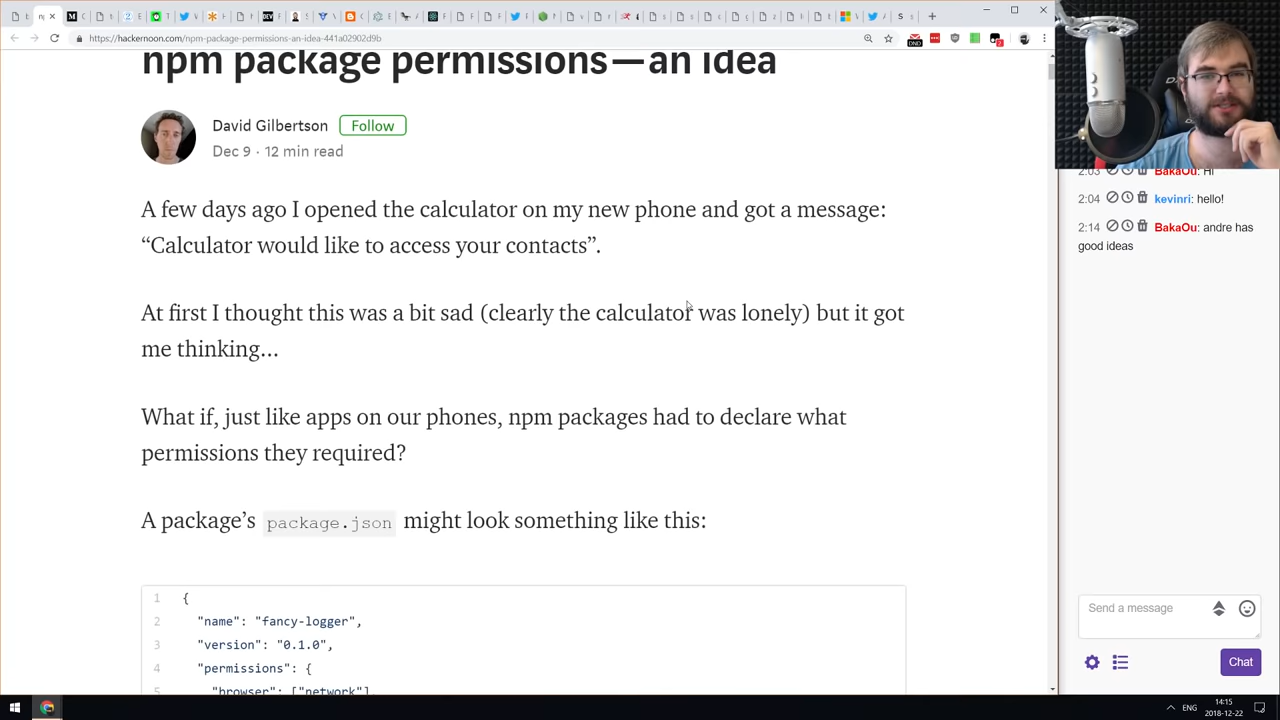 https://hackernoon.com/npm-package-permissions-an-idea-441a02902d9b
npm package permissions — an idea
David Gilbertson
Follow
Dec 9 · 12 min read
A few days ago I opened the calculator on my new phone and got a message:
“Calculator would like to access your contacts”.
At first I thought this was a bit sad (clearly the calculator was lonely) but it got
me thinking…
What if, just like apps on our phones, npm packages had to declare what
permissions they required?
A package’s package.json might look something like this:
1 {
2 "name": "fancy-logger",
3 "version": "0.1.0",
4 "permissions": {
5 "browser": ["network"]
2:03 BakaOu: Hi
2:04 kevinri: hello!
2:14 BakaOu: andre has
good ideas
Send a message
Chat
ENG
14:15
2018-12-22